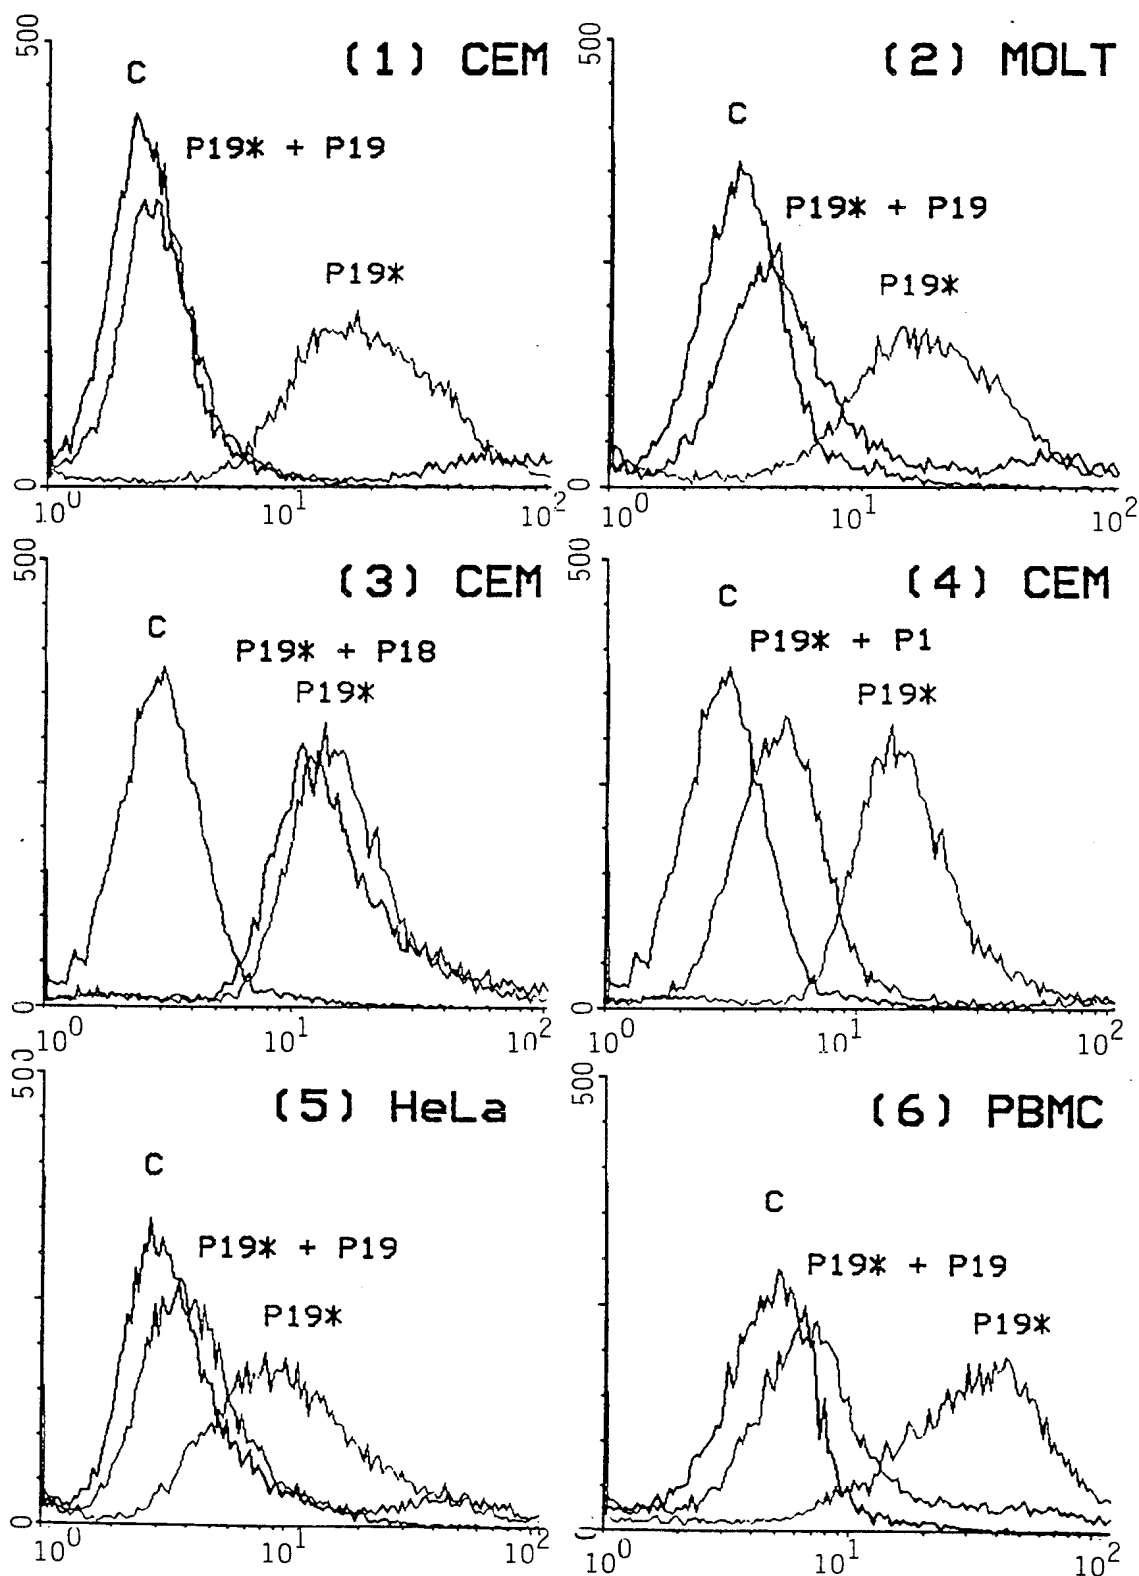 500
(1) CEM
C
P19* + P19
P19*
0
10^0
10^1
10^2
500
(2) MOLT
C
P19* + P19
P19*
0
10^0
10^1
10^2
500
(3) CEM
C
P19* + P18
P19*
0
10^0
10^1
10^2
500
(4) CEM
C
P19* + P1
P19*
0
10^0
10^1
10^2
500
(5) HeLa
C
P19* + P19
P19*
0
10^0
10^1
10^2
500
(6) PBMC
C
P19* + P19
P19*
0
10^0
10^1
10^2